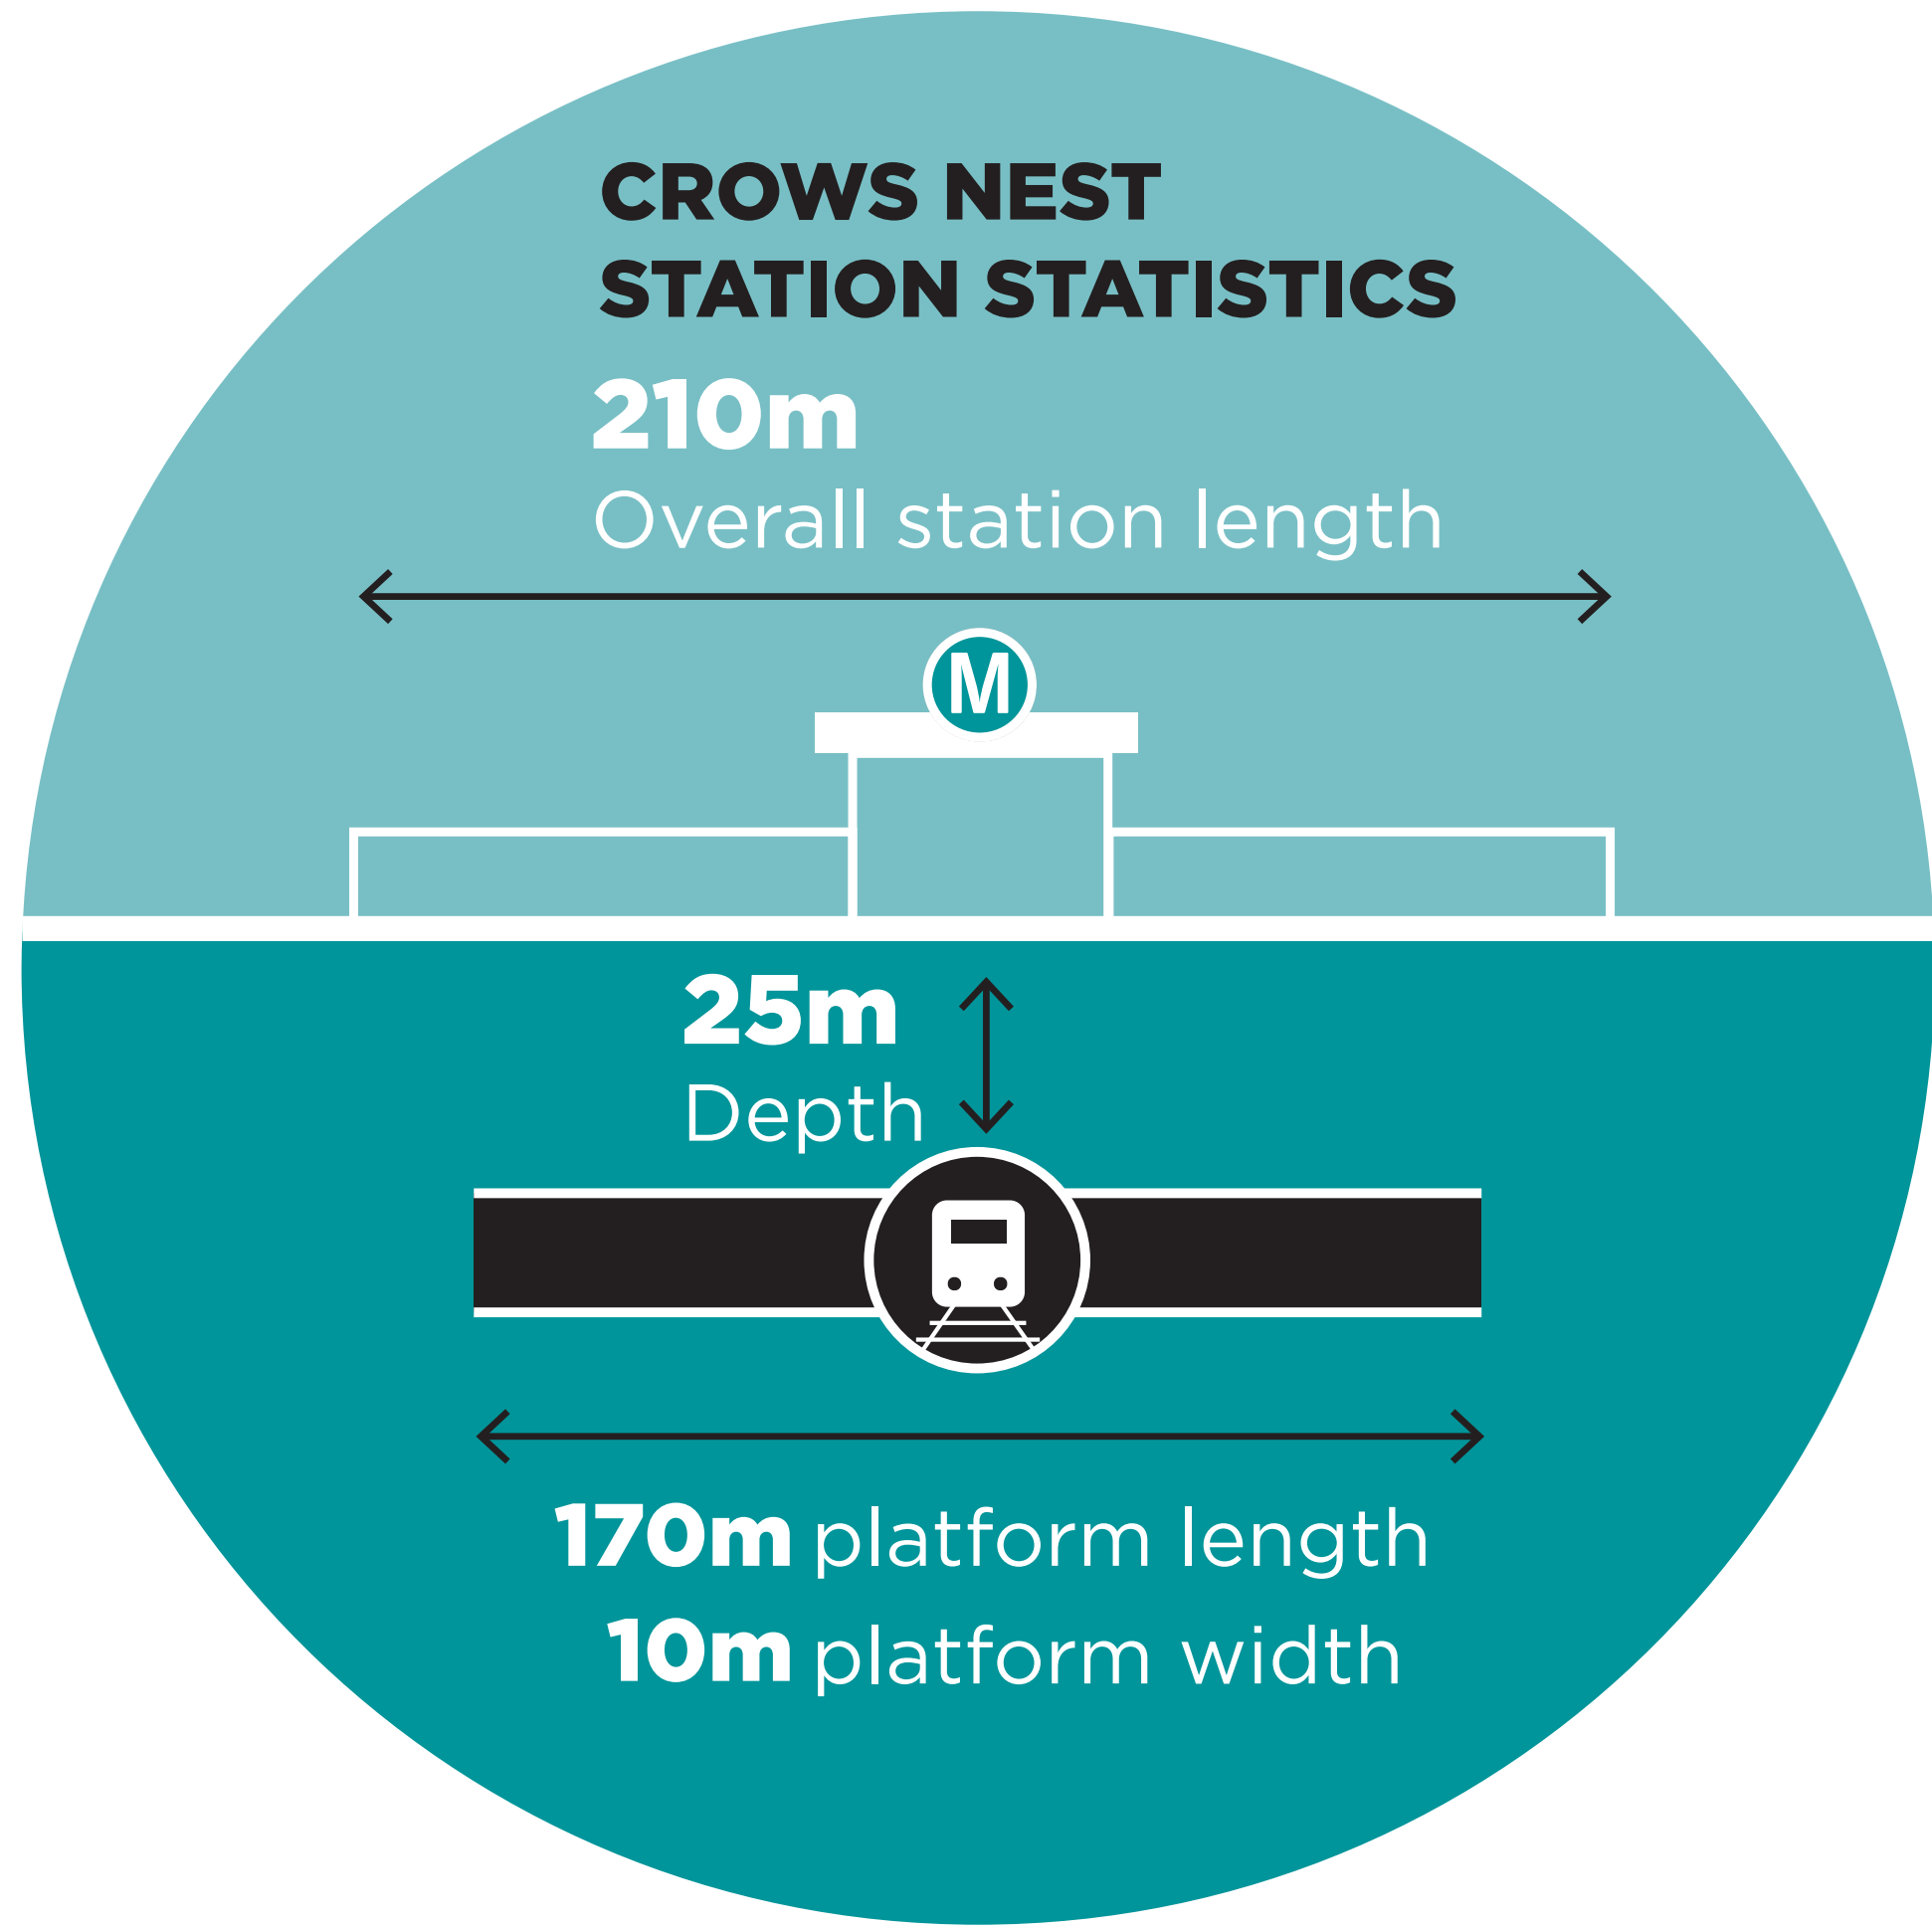 CROWS NEST
STATION STATISTICS
210m
Overall station length
M
25m
Depth
170m platform length
10m platform width